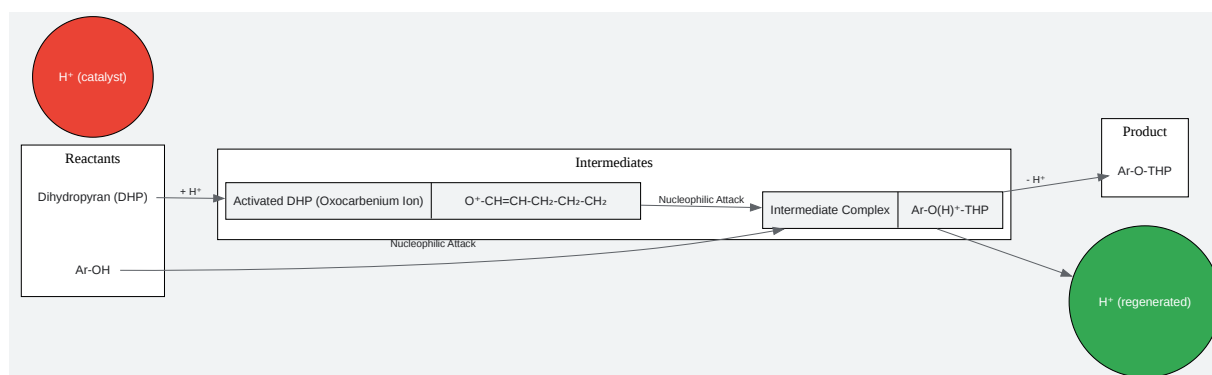 H⁺ (catalyst)
Reactants
Dihydropyran (DHP)
Ar-OH
+ H⁺
Intermediates
Activated DHP (Oxocarbenium Ion)
O⁺-CH=CH-CH₂-CH₂-CH₂
Nucleophilic Attack
Intermediate Complex
Ar-O(H)⁺-THP
Nucleophilic Attack
- H⁺
Product
Ar-O-THP
H⁺ (regenerated)